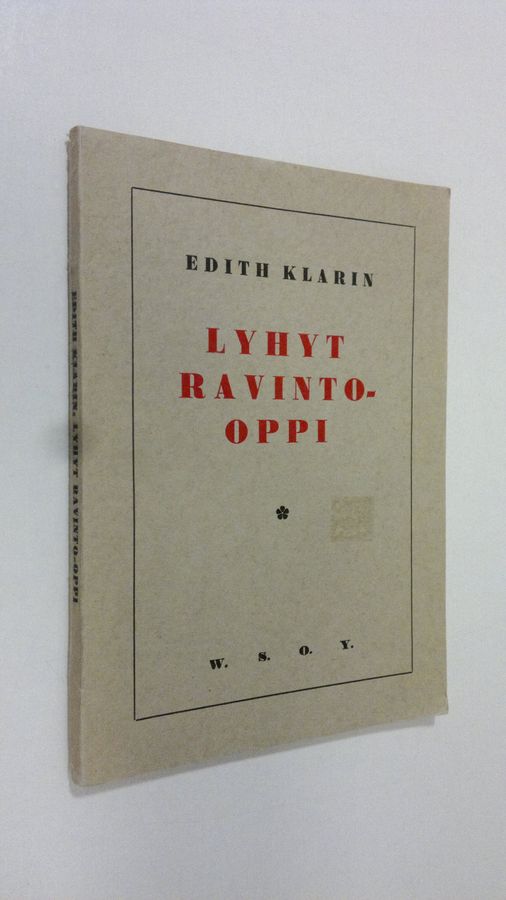 EDITH KLARIN
LYHYT
RAVINTO-
OPPI
W. S. O. Y.
EDITH KLARIN, LYHYT RAVINTO-OPPI